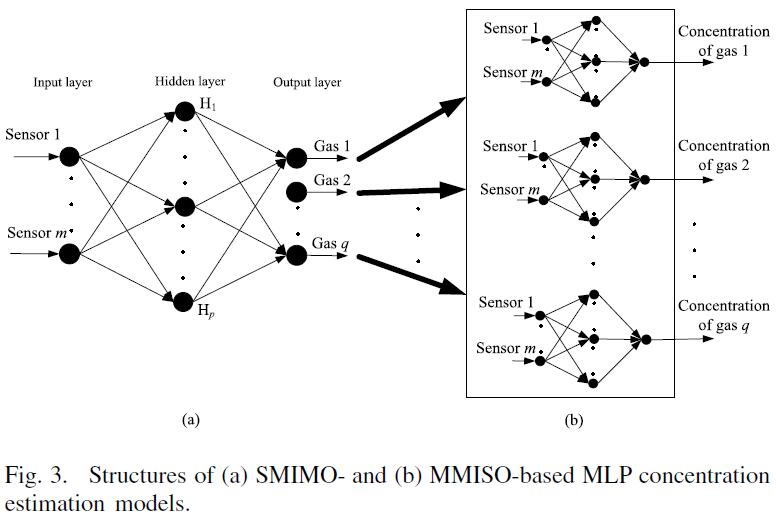 Input layer
Hidden layer
Output layer
Sensor 1
Sensor m
H1
Hp
Gas 1
Gas 2
Gas q
(a)
Sensor 1
Sensor m
Concentration
of gas 1
Sensor 1
Sensor m
Concentration
of gas 2
Sensor 1
Sensor m
Concentration
of gas q
(b)
Fig. 3. Structures of (a) SMIMO- and (b) MMISO-based MLP concentration
estimation models.